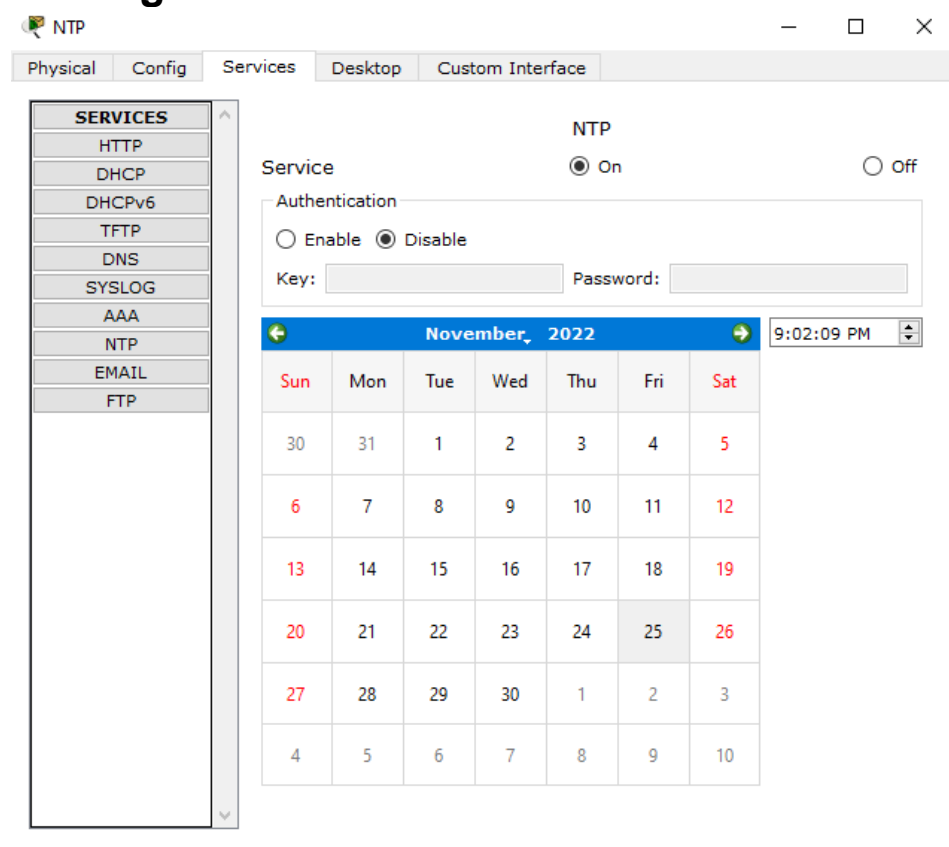 NTP
Physical Config Services Desktop Custom Interface
SERVICES
HTTP
DHCP
DHCPv6
TFTP
DNS
SYSLOG
AAA
NTP
EMAIL
FTP
NTP
Service On Off
Authentication
Enable Disable
Key: Password:
November, 2022 9:02:09 PM
Sun Mon Tue Wed Thu Fri Sat
30 31 1 2 3 4 5
6 7 8 9 10 11 12
13 14 15 16 17 18 19
20 21 22 23 24 25 26
27 28 29 30 1 2 3
4 5 6 7 8 9 10